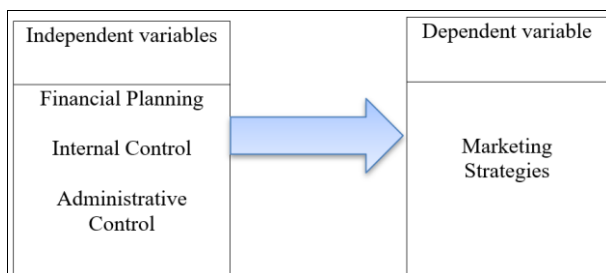 Independent variables
Financial Planning
Internal Control
Administrative
Control
Dependent variable
Marketing
Strategies